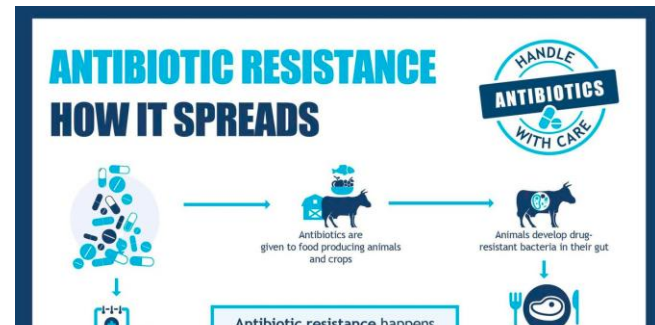 ANTIBIOTIC RESISTANCE
HOW IT SPREADS
HANDLE
ANTIBIOTICS
WITH CARE
Antibiotics are
given to food producing animals
and crops
Animals develop drug-
resistant bacteria in their gut
Antibiotic resistance happens